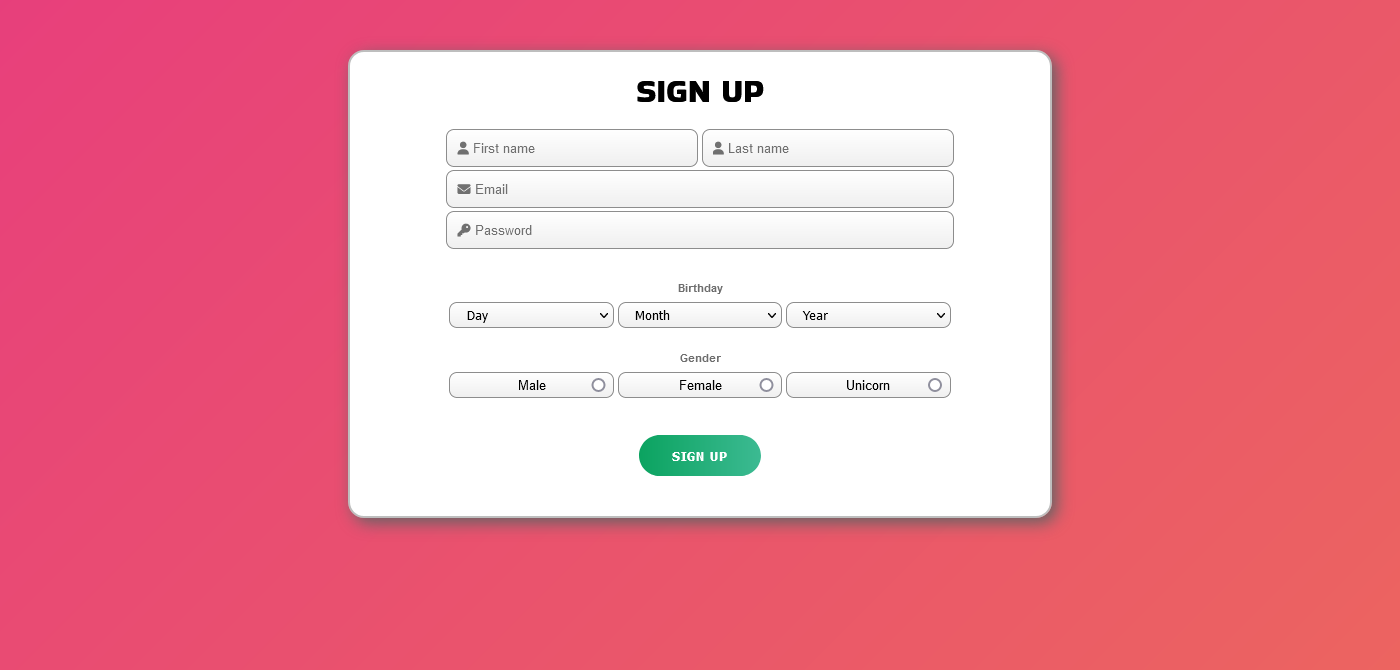 SIGN UP
First name Last name
Email
Password
Birthday
Day Month Year
Gender
Male Female Unicorn
SIGN UP